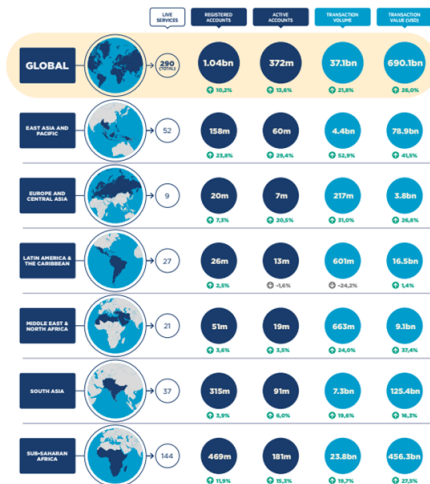 LIVE SERVICES
REGISTERED ACCOUNTS
ACTIVE ACCOUNTS
TRANSACTION VOLUME
TRANSACTION VALUE (USD)
GLOBAL
290 (TOTAL)
1.04bn
372m
37.1bn
690.1bn
10,2%
13,6%
21,8%
26,0%
EAST ASIA AND PACIFIC
52
158m
60m
4.4bn
78.9bn
23,8%
29,4%
52,9%
41,5%
EUROPE AND CENTRAL ASIA
9
20m
7m
217m
3.8bn
7,3%
20,5%
31,0%
26,8%
LATIN AMERICA & THE CARIBBEAN
27
26m
13m
601m
16.5bn
2,5%
-1,6%
-24,2%
1,4%
MIDDLE EAST & NORTH AFRICA
21
51m
19m
663m
9.1bn
3,6%
3,5%
24,0%
37,4%
SOUTH ASIA
37
315m
91m
7.3bn
125.4bn
3,9%
6,0%
19,6%
16,3%
SUB-SAHARAN AFRICA
144
469m
181m
23.8bn
456.3bn
11,9%
15,3%
19,7%
27,5%